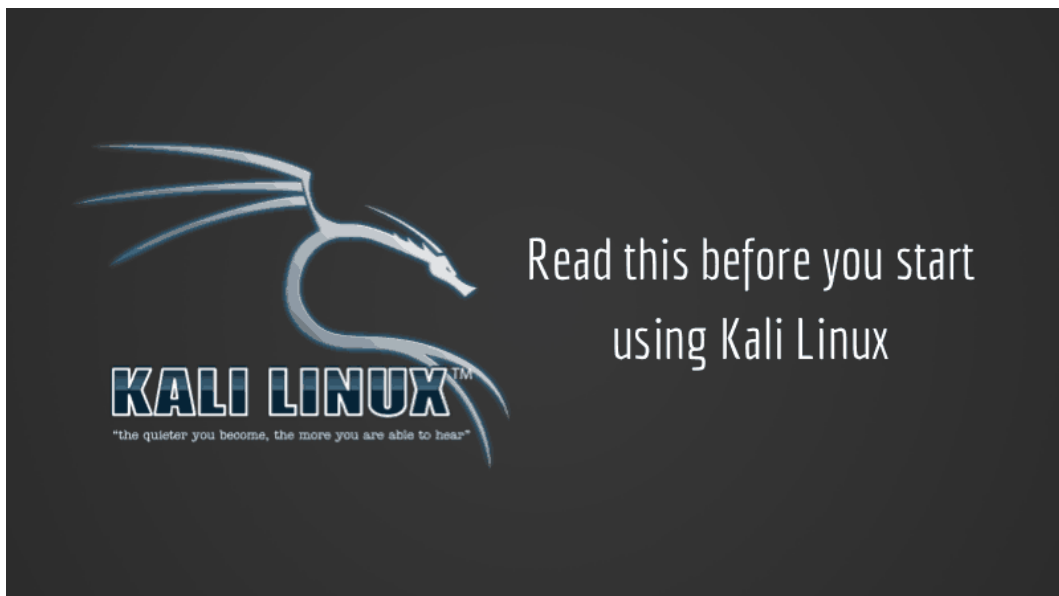 Read this before you start
using Kali Linux
KALI LINUX™
"the quieter you become, the more you are able to hear"